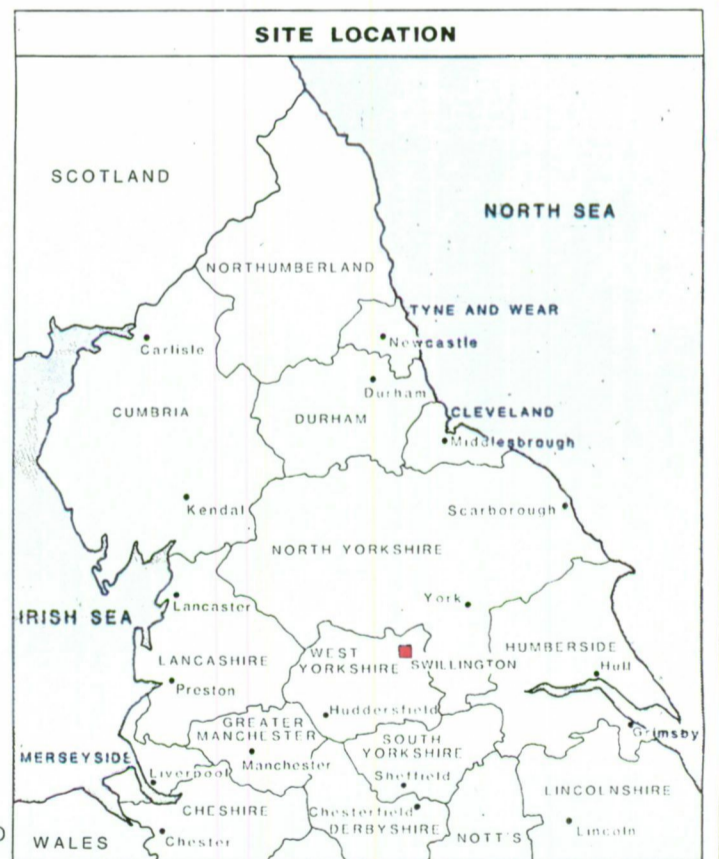 SITE LOCATION
SCOTLAND
NORTH SEA
NORTHUMBERLAND
TYNE AND WEAR
Newcastle
Carlisle
Durham
CUMBRIA
DURHAM
CLEVELAND
Middlesbrough
Kendal
Scarborough
NORTH YORKSHIRE
York
Lancaster
IRISH SEA
WEST
YORKSHIRE
SWILLINGTON
HUMBERSIDE
Hull
LANCASHIRE
Preston
Huddersfield
GREATER
MANCHESTER
Manchester
SOUTH
YORKSHIRE
Sheffield
Grimsby
MERSEYSIDE
Liverpool
LINCOLNSHIRE
CHESHIRE
Chesterfield
DERBYSHIRE
NOTT'S
Lincoln
WALES
Chester